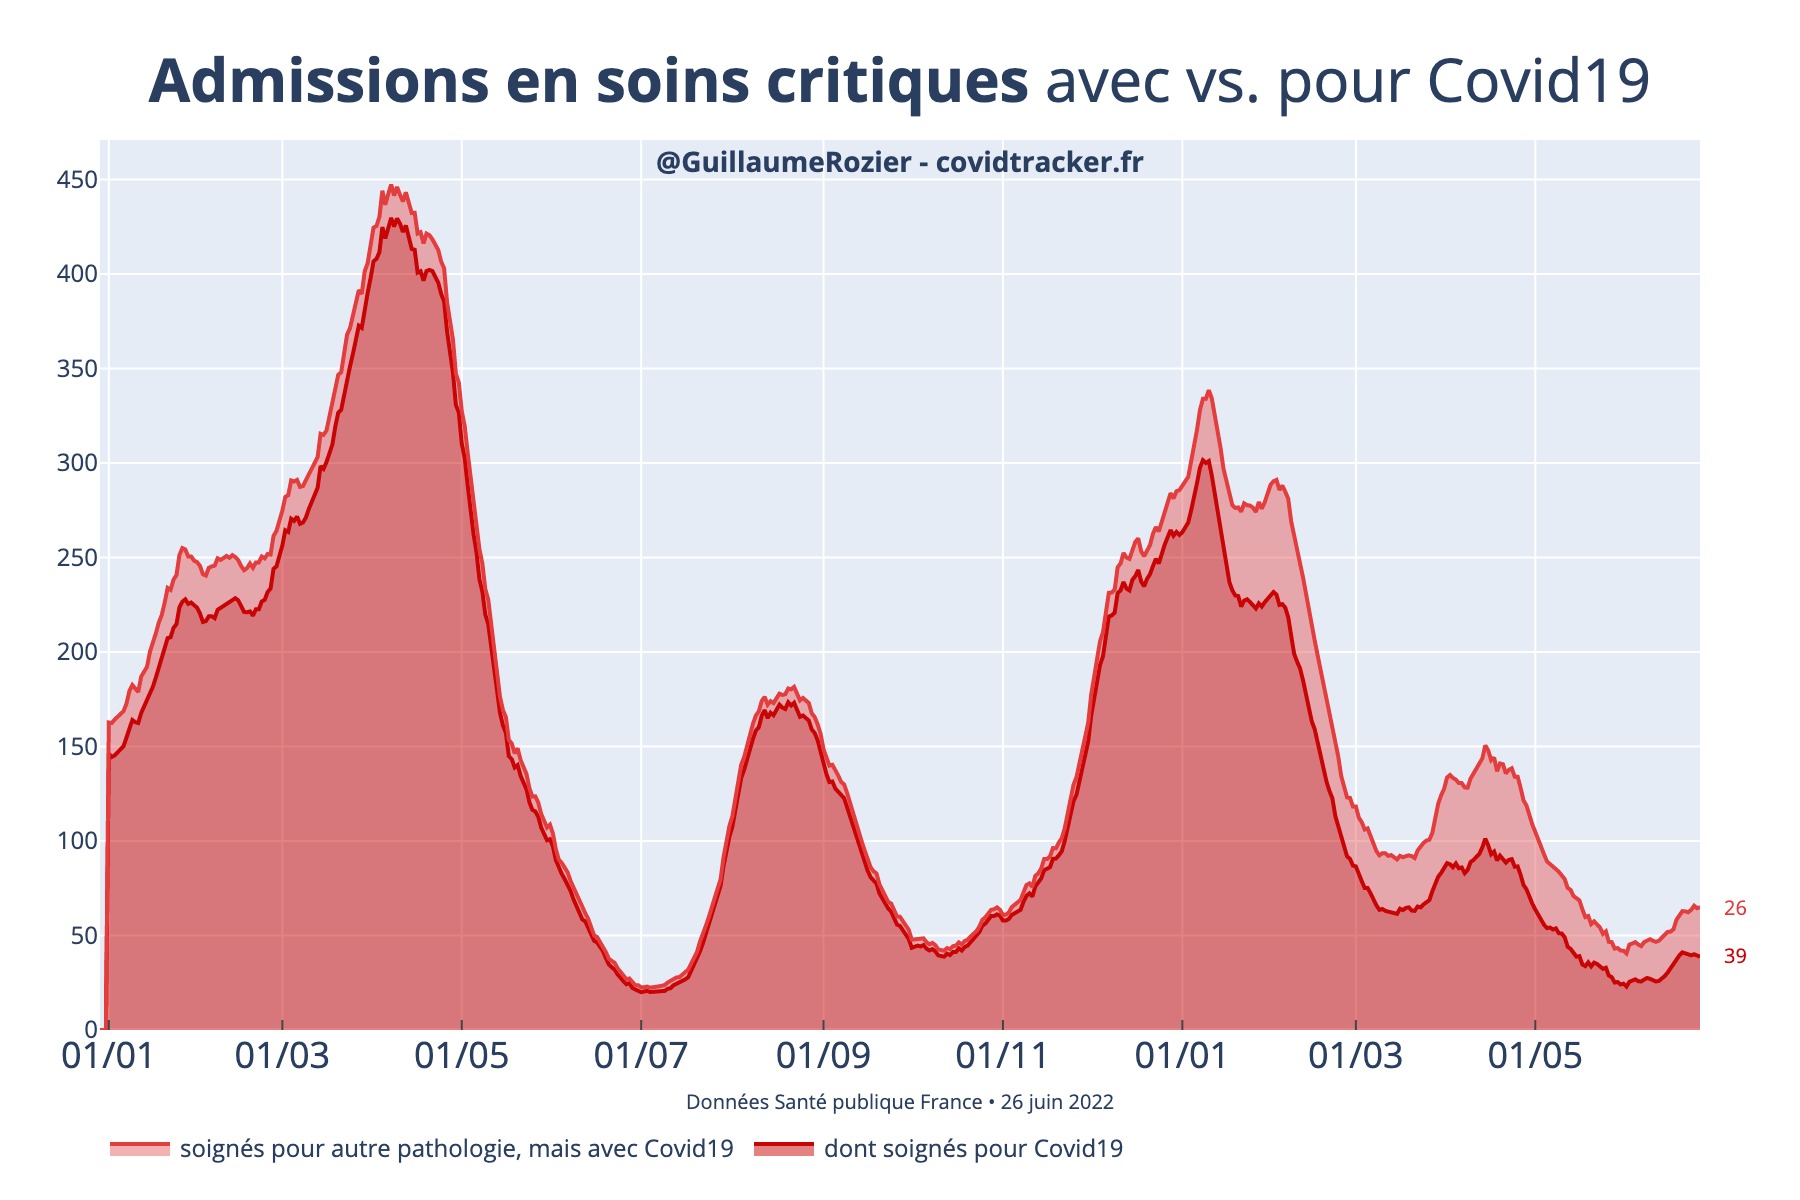 Admissions en soins critiques avec vs. pour Covid19
@GuillaumeRozier - covidtracker.fr
450
400
350
300
250
200
150
100
50
0
26
39
01/01 01/03 01/05 01/07 01/09 01/11 01/01 01/03 01/05
Données Santé publique France • 26 juin 2022
soignés pour autre pathologie, mais avec Covid19 dont soignés pour Covid19